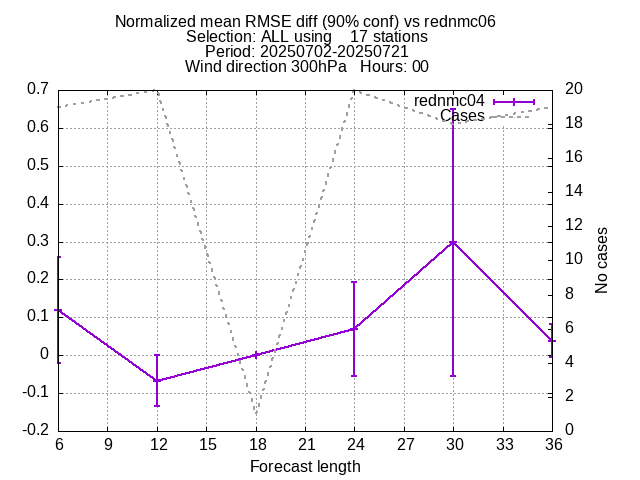 Normalized mean RMSE diff (90% conf) vs rednmc06
Selection: ALL using    17 stations
Period: 20250702-20250721
Wind direction 300hPa   Hours: 00
rednmc04
Cases
0.7
0.6
0.5
0.4
0.3
0.2
0.1
0
-0.1
-0.2
20
18
16
14
12
10
8
6
4
2
0
No cases
6 9 12 15 18 21 24 27 30 33 36
Forecast length